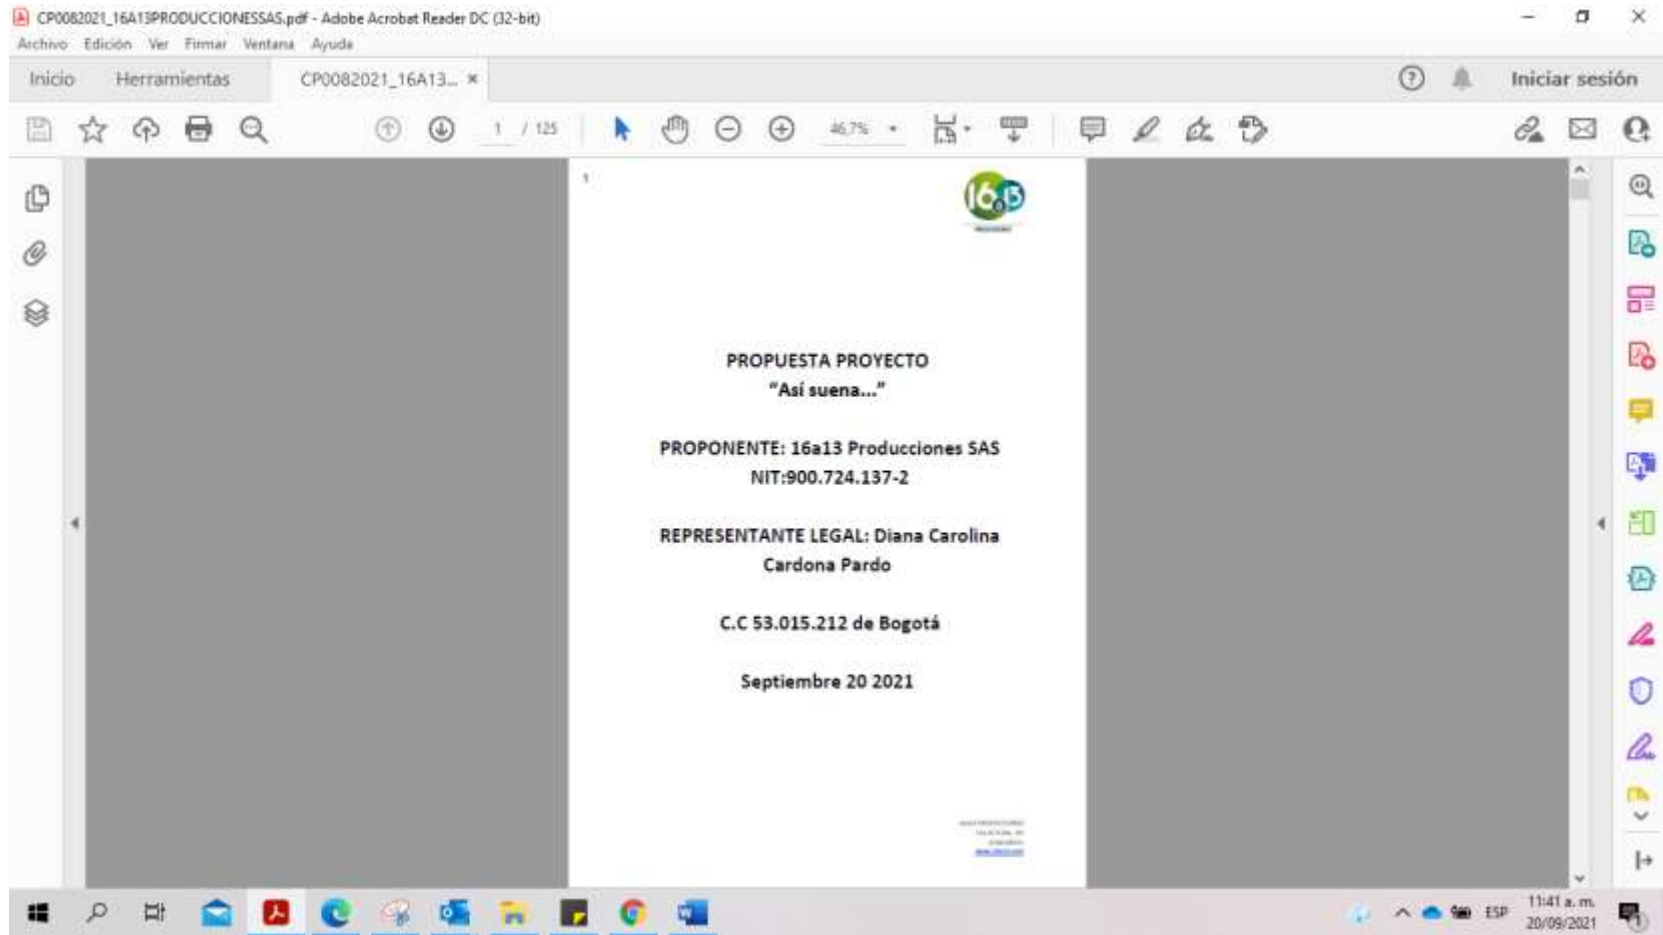 CP0082021_16A13PRODUCCIONESSAS.pdf - Adobe Acrobat Reader DC (32-bit)
Archivo Edición Ver Firmar Ventana Ayuda
Inicio Herramientas CP0082021_16A13... × Iniciar sesión
1 / 125 46,7%
1
16a13
PROPUESTA PROYECTO
“Así suena...”
PROPONENTE: 16a13 Producciones SAS
NIT:900.724.137-2
REPRESENTANTE LEGAL: Diana Carolina
Cardona Pardo
C.C 53.015.212 de Bogotá
Septiembre 20 2021
ESP 11:41 a. m.
20/09/2021